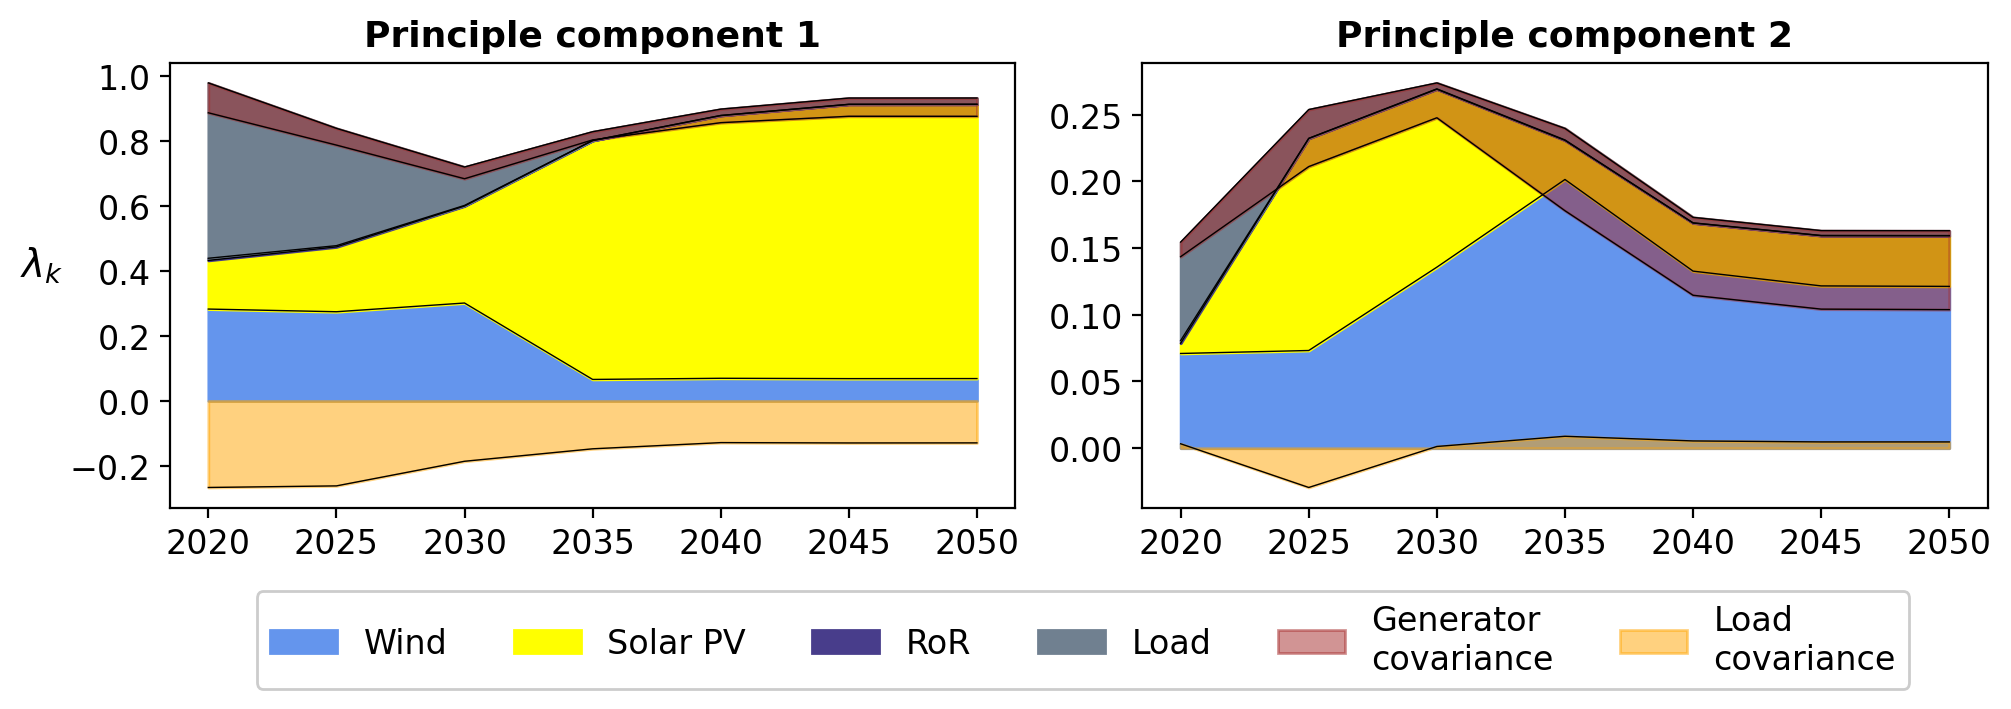 Principle component 1
Principle component 2
λk
1.0
0.8
0.6
0.4
0.2
0.0
−0.2
2020 2025 2030 2035 2040 2045 2050
0.25
0.20
0.15
0.10
0.05
0.00
2020 2025 2030 2035 2040 2045 2050
Wind
Solar PV
RoR
Load
Generator
covariance
Load
covariance